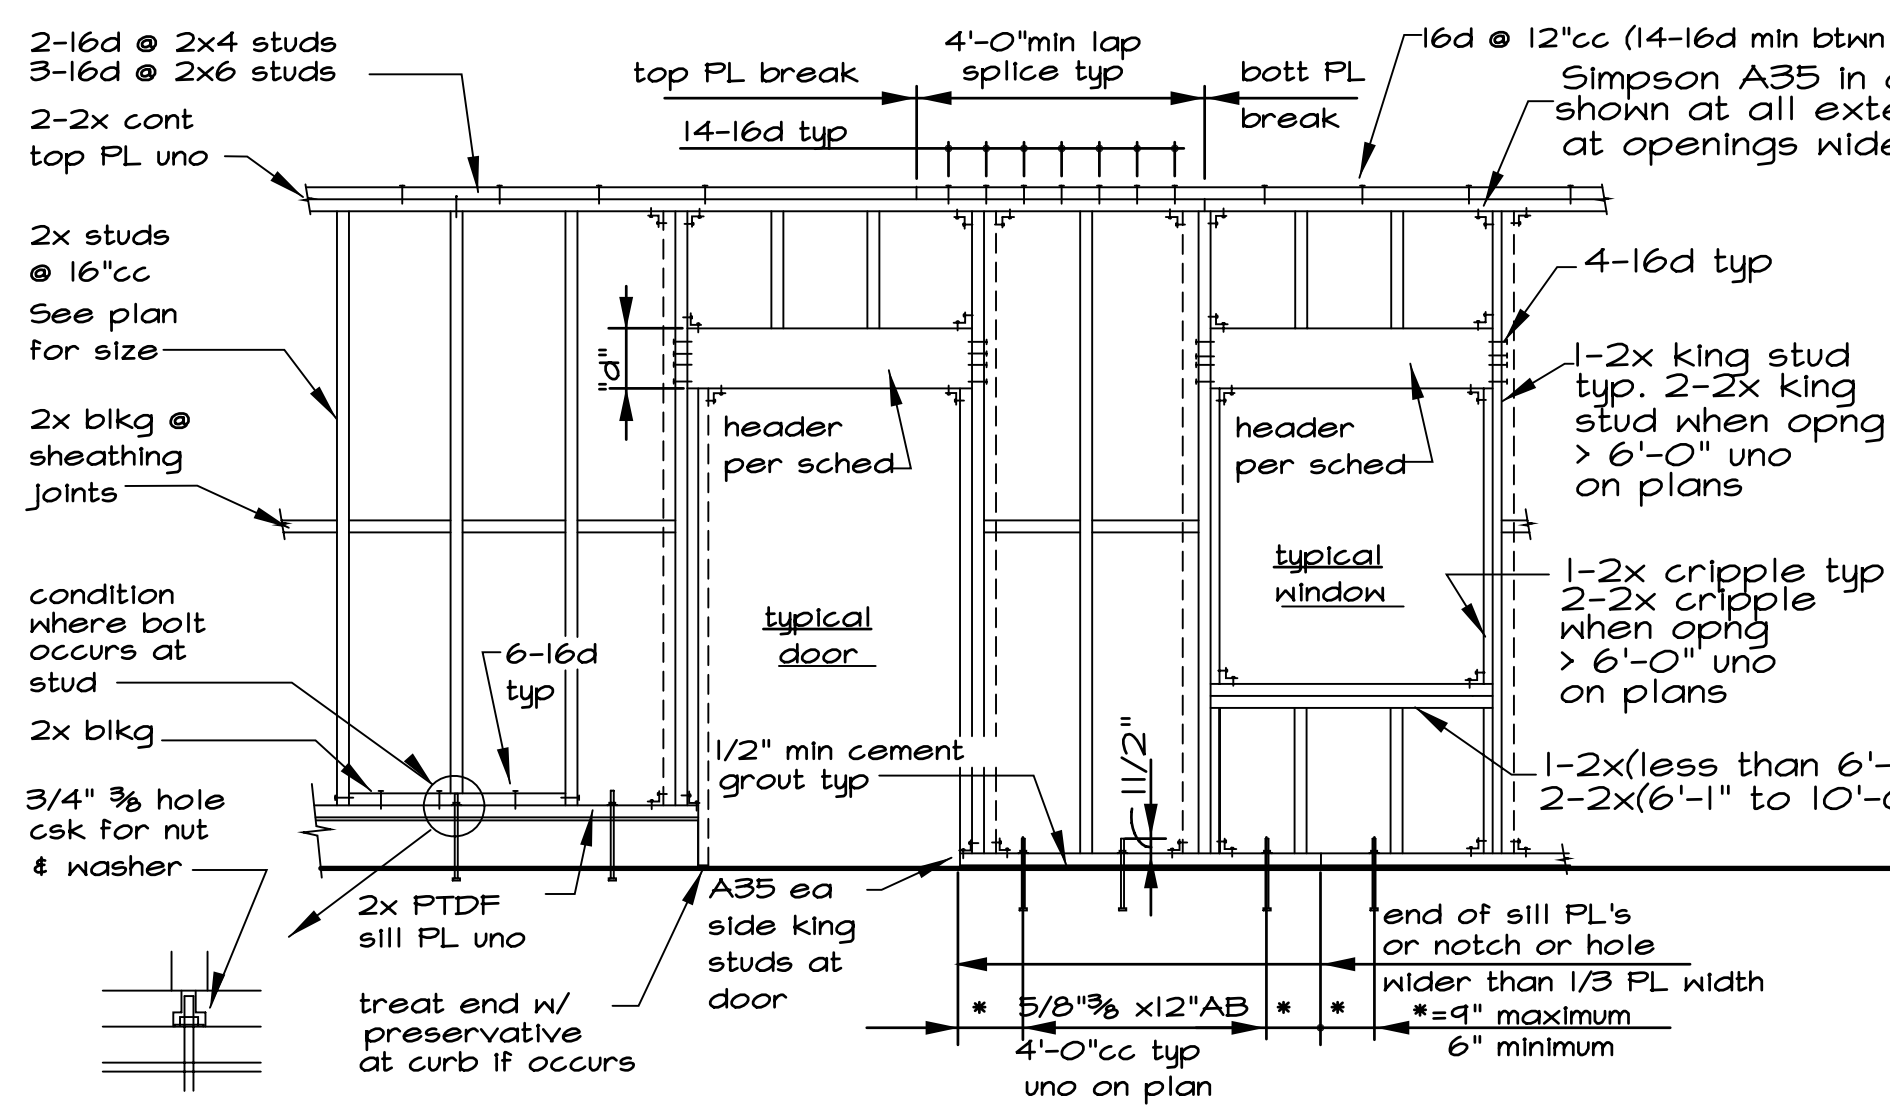 2-16d @ 2x4 studs
3-16d @ 2x6 studs
2-2x cont
top PL uno
2x studs
@ 16"cc
See plan
for size
2x blkg @
sheathing
joints
condition
where bolt
occurs at
stud
2x blkg
3/4" ⅜ hole
csk for nut
& washer
top PL break
4'-0"min lap
splice typ
bott PL
break
14-16d typ
"d"
header
per sched
header
per sched
typical
door
typical
window
6-16d
typ
1/2" min cement
grout typ
11/2"
2x PTDF
sill PL uno
treat end w/
preservative
at curb if occurs
A35 ea
side king
studs at
door
16d @ 12"cc (14-16d min btwn
Simpson A35 in
shown at all
at openings
4-16d typ
1-2x king stud
typ. 2-2x king
stud when opng
> 6'-0" uno
on plans
1-2x cripple typ
2-2x cripple
when opng
> 6'-0" uno
on plans
1-2x(less than 6'-
2-2x(6'-1" to 10'-
end of sill PL's
or notch or hole
wider than 1/3 PL width
* 5/8"⅜ x12"AB * *
*=9" maximum
6" minimum
4'-0"cc typ
uno on plan